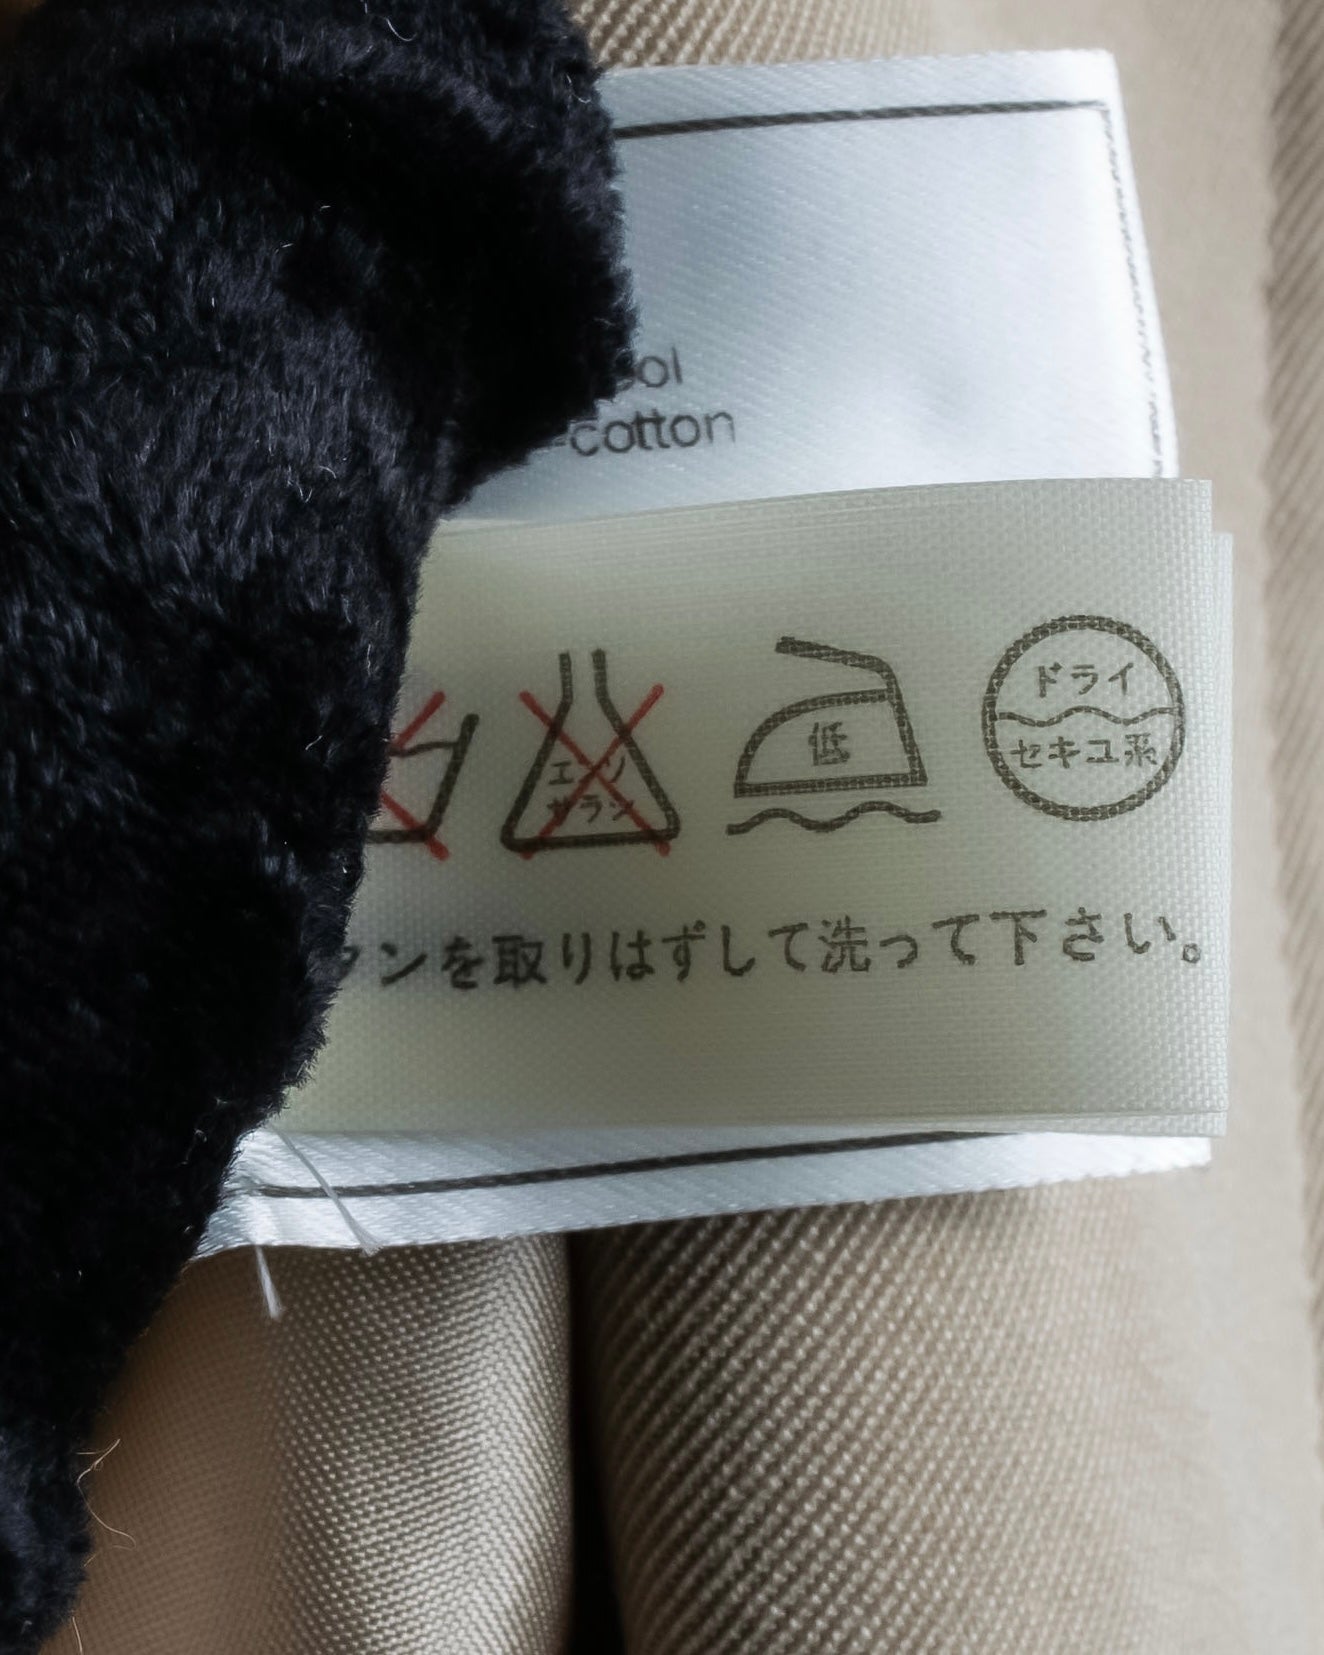 cotton
エンソ
サラシ
低
ドライ
セキユ系
タンを取りはずして洗って下さい。